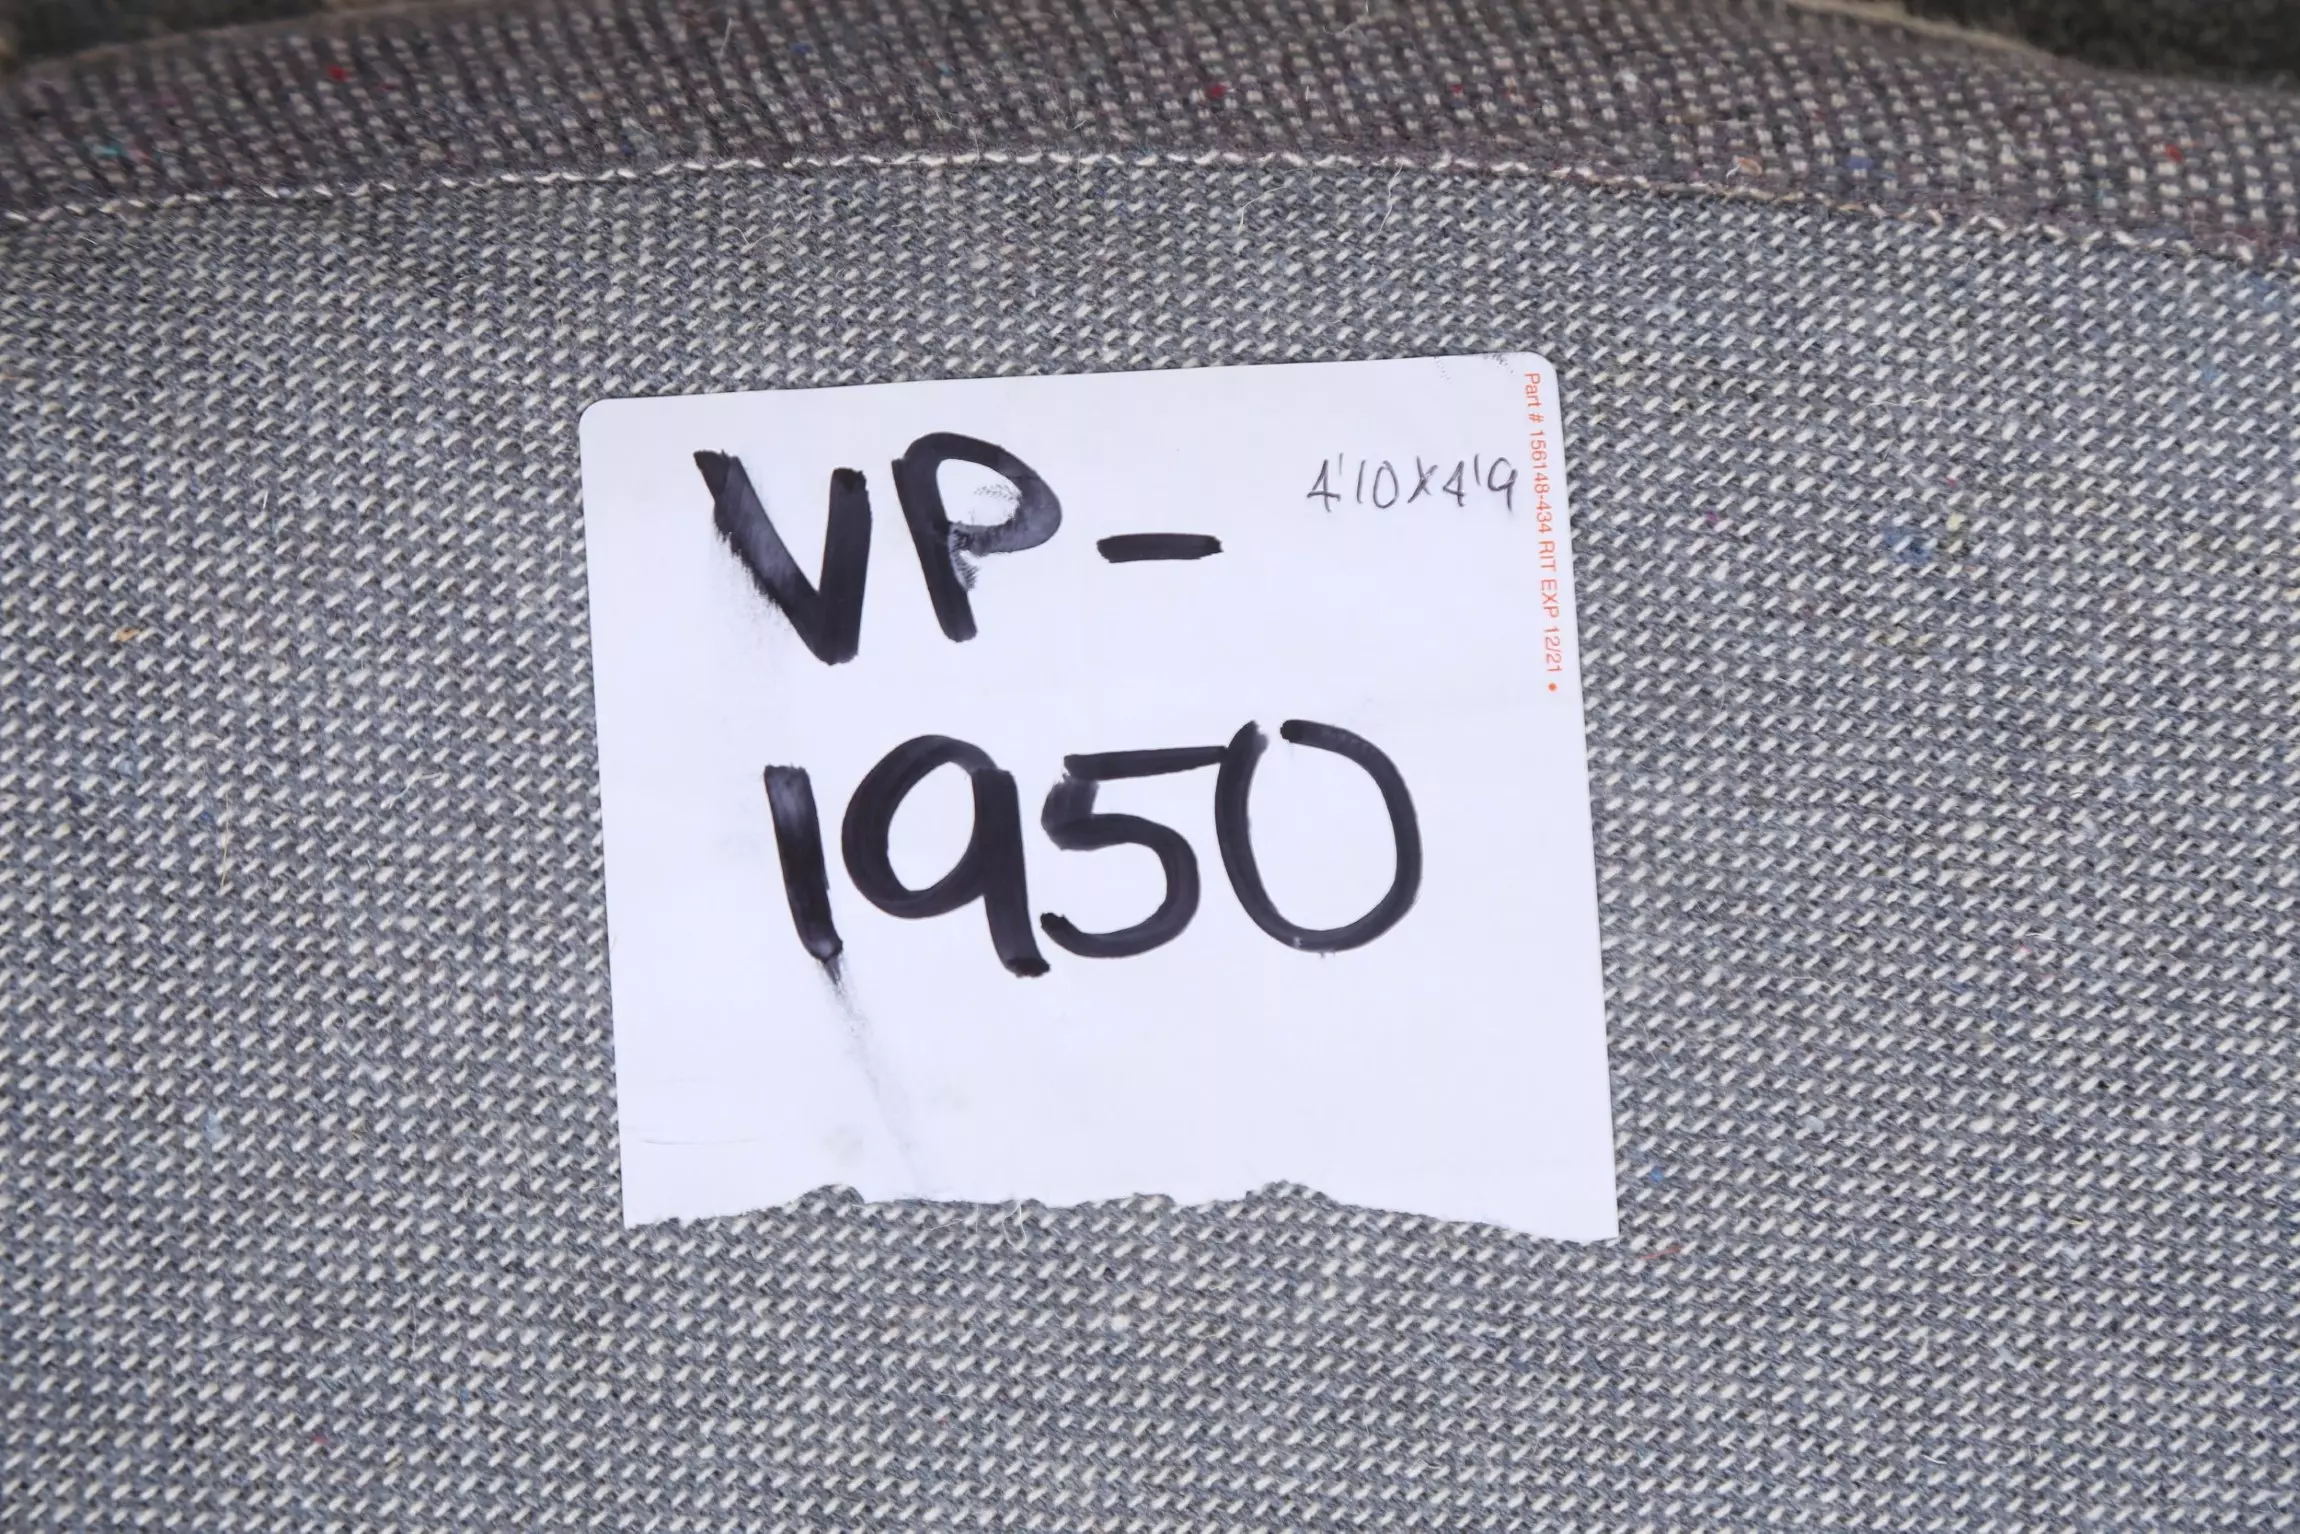 VP-
4'10X4'9
1950
Part # 156148-434 RIT EXP 12/21 •